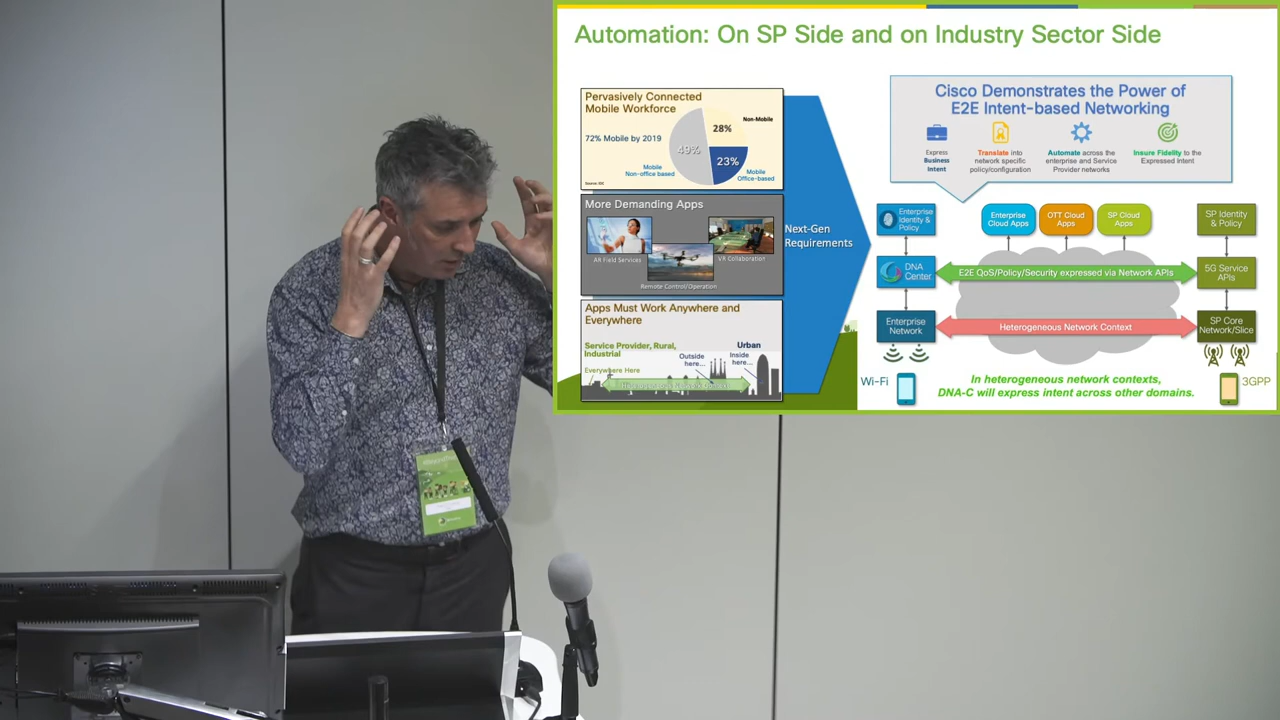 Automation: On SP Side and on Industry Sector Side
Pervasively Connected
Mobile Workforce
72% Mobile by 2019
Non-Mobile
28%
49%
23%
Mobile
Non-office based
Mobile
Office-based
Source: IDC
More Demanding Apps
AR Field Services
VR Collaboration
Remote Control/Operation
Apps Must Work Anywhere and
Everywhere
Service Provider, Rural,
Industrial
Everywhere Here
Outside
here...
Urban
Inside
here...
Next-Gen
Requirements
Cisco Demonstrates the Power of
E2E Intent-based Networking
Express
Business
Intent
Translate into
network specific
policy/configuration
Automate across the
enterprise and Service
Provider networks
Insure Fidelity to the
Expressed Intent
Enterprise
Identity &
Policy
Enterprise
Cloud Apps
OTT Cloud
Apps
SP Cloud
Apps
SP Identity
& Policy
DNA
Center
E2E QoS/Policy/Security expressed via Network APIs
5G Service
APIs
Enterprise
Network
Heterogeneous Network Context
SP Core
Network/Slice
Wi-Fi
3GPP
In heterogeneous network contexts,
DNA-C will express intent across other domains.